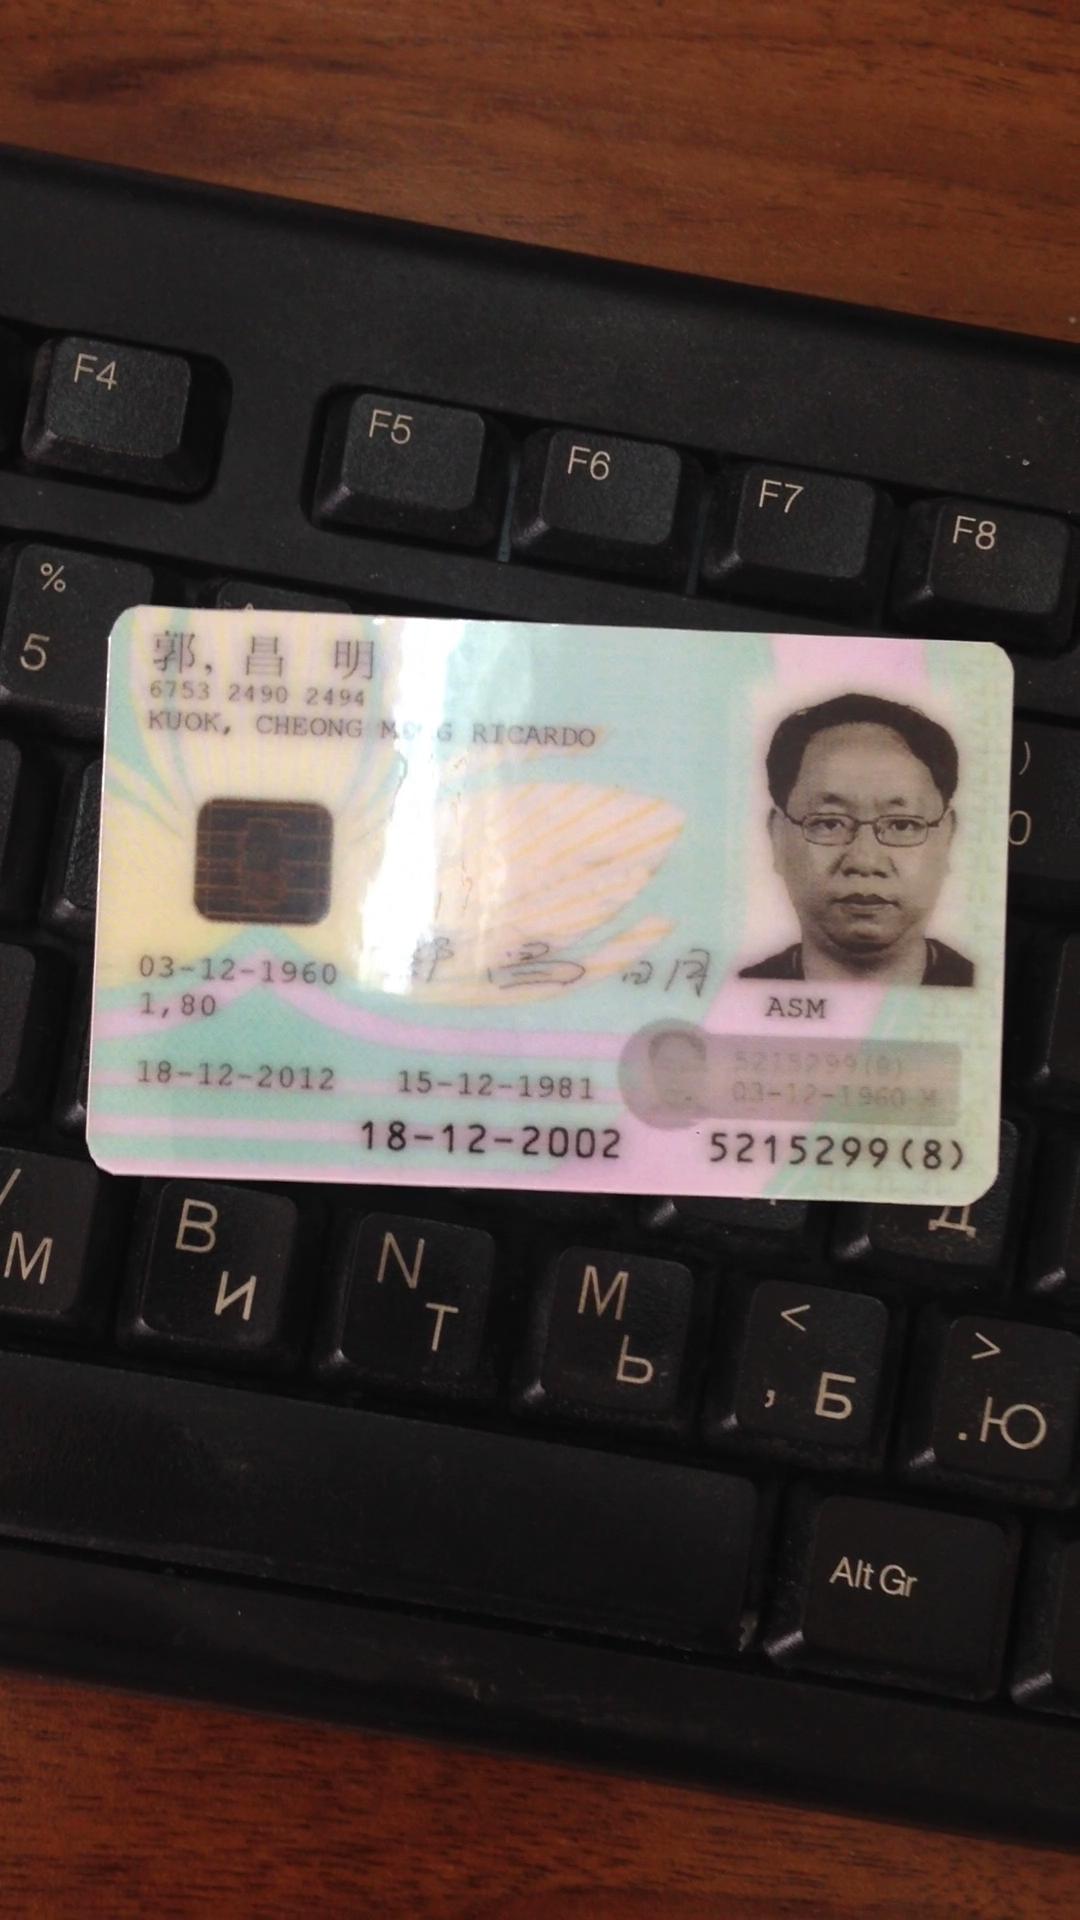 F4
F5
F6
F7
F8
%
5
)
0
郭, 昌 明
6753 2490 2494
KUOK, CHEONG RICARDO
03-12-1960
1,80
ASM
5215299(8)
03-12-1960 M
18-12-2012 15-12-1981
18-12-2002 5215299(8)
Д
/
М
B
И
N
Т
M
Ь
<
, Б
>
. Ю
Alt Gr